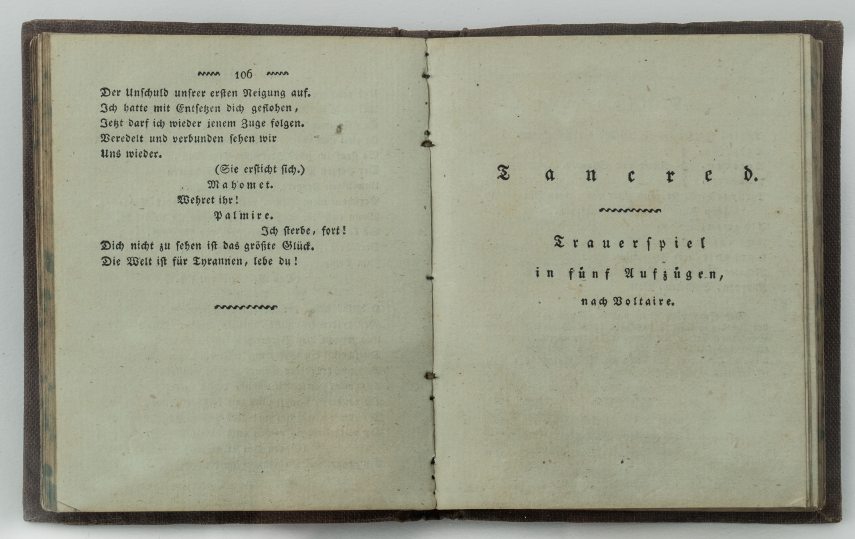 106
Der Unschuld unsrer ersten Neigung auf.
Ich hatte mit Entsetzen dich geflohen,
Jetzt darf ich wieder jenem Zuge folgen.
Veredelt und verbunden sehen wir
Uns wieder.
(Sie ersticht sich.)
Mahomet.
Wehret ihr!
Palmire.
Ich sterbe, fort!
Dich nicht zu sehen ist das größte Glück.
Die Welt ist für Tyrannen, lebe du!
Tancred.
Trauerspiel
in fünf Aufzügen,
nach Voltaire.